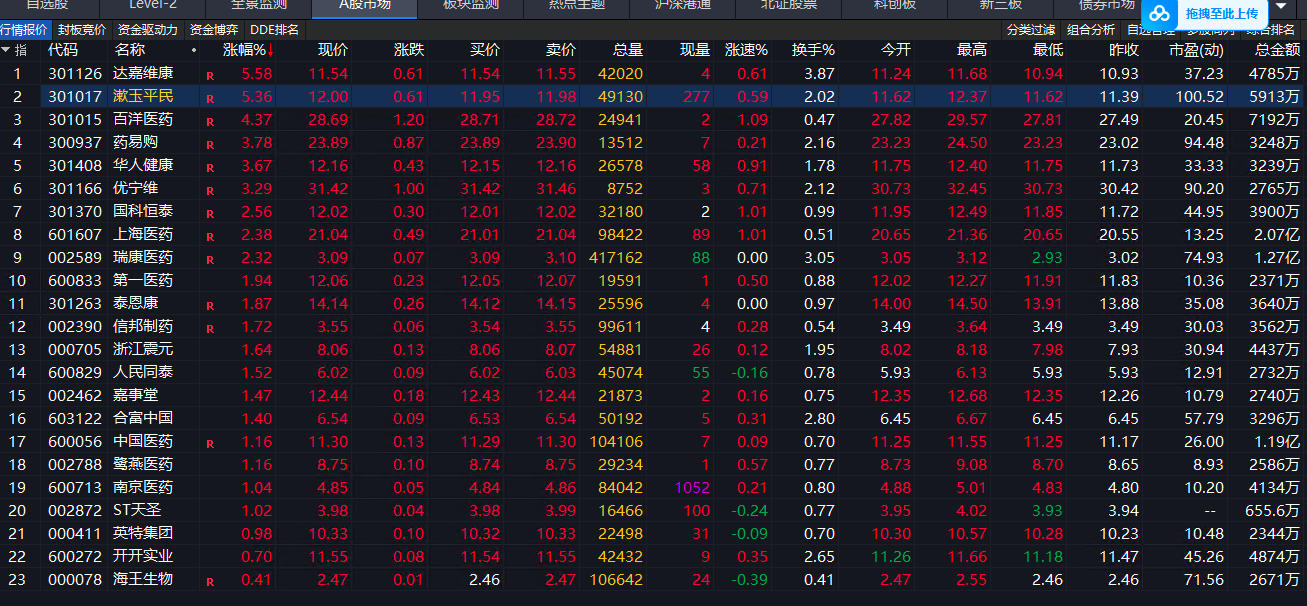 自选股 Level-2 全景监测 A股市场 板块监测 热点主题 沪深港通 北证股票 科创板 新三板 债券市场 拖拽至此上传
行情报价 封板竞价 资金驱动力 资金博弈 DDE排名 分类过滤 组合分析 自选管理 综合排名
指 代码 名称 涨幅%↓ 现价 涨跌 买价 卖价 总量 现量 涨速% 换手% 今开 最高 最低 昨收 市盈(动) 总金额
1 301126 达嘉维康 R 5.58 11.54 0.61 11.54 11.55 42020 4 0.61 3.87 11.24 11.68 10.94 10.93 37.23 4785万
2 301017 漱玉平民 R 5.36 12.00 0.61 11.95 11.98 49130 277 0.59 2.02 11.62 12.37 11.62 11.39 100.52 5913万
3 301015 百洋医药 R 4.37 28.69 1.20 28.71 28.72 24941 2 1.09 0.47 27.82 29.57 27.81 27.49 20.45 7192万
4 300937 药易购 R 3.78 23.89 0.87 23.89 23.90 13512 7 0.21 2.16 23.23 24.50 23.23 23.02 94.48 3248万
5 301408 华人健康 R 3.67 12.16 0.43 12.15 12.16 26578 58 0.91 1.78 11.75 12.40 11.75 11.73 33.33 3239万
6 301166 优宁维 R 3.29 31.42 1.00 31.42 31.46 8752 3 0.71 2.12 30.73 32.45 30.73 30.42 90.20 2765万
7 301370 国科恒泰 R 2.56 12.02 0.30 12.01 12.02 32180 2 1.01 0.99 11.95 12.49 11.85 11.72 44.95 3900万
8 601607 上海医药 R 2.38 21.04 0.49 21.01 21.04 98422 89 1.01 0.51 20.65 21.36 20.65 20.55 13.25 2.07亿
9 002589 瑞康医药 R 2.32 3.09 0.07 3.09 3.10 417162 88 0.00 3.05 3.05 3.12 2.93 3.02 74.93 1.27亿
10 600833 第一医药 1.94 12.06 0.23 12.05 12.07 19591 1 0.50 0.88 12.02 12.27 11.91 11.83 10.36 2371万
11 301263 泰恩康 R 1.87 14.14 0.26 14.12 14.15 25596 4 0.00 0.97 14.00 14.50 13.91 13.88 35.08 3640万
12 002390 信邦制药 R 1.72 3.55 0.06 3.54 3.55 99611 4 0.28 0.54 3.49 3.64 3.49 3.49 30.03 3562万
13 000705 浙江震元 1.64 8.06 0.13 8.06 8.07 54881 26 0.12 1.95 8.02 8.18 7.98 7.93 30.94 4437万
14 600829 人民同泰 1.52 6.02 0.09 6.02 6.03 45074 55 -0.16 0.78 5.93 6.13 5.93 5.93 12.91 2732万
15 002462 嘉事堂 1.47 12.44 0.18 12.43 12.44 21873 2 0.16 0.75 12.35 12.68 12.35 12.26 10.79 2740万
16 603122 合富中国 1.40 6.54 0.09 6.53 6.54 50192 5 0.31 2.80 6.45 6.67 6.45 6.45 57.79 3296万
17 600056 中国医药 R 1.16 11.30 0.13 11.29 11.30 104106 7 0.09 0.70 11.25 11.55 11.25 11.17 26.00 1.19亿
18 002788 鹭燕医药 1.16 8.75 0.10 8.74 8.75 29234 1 0.57 0.77 8.73 9.08 8.70 8.65 8.93 2586万
19 600713 南京医药 1.04 4.85 0.05 4.84 4.86 84042 1052 0.21 0.80 4.88 5.01 4.83 4.80 10.20 4134万
20 002872 ST天圣 1.02 3.98 0.04 3.98 3.99 16466 100 -0.24 0.77 3.95 4.02 3.93 3.94 -- 655.6万
21 000411 英特集团 0.98 10.33 0.10 10.32 10.33 22498 31 -0.09 0.70 10.30 10.57 10.28 10.23 10.48 2344万
22 600272 开开实业 0.70 11.55 0.08 11.54 11.55 42432 9 0.35 2.65 11.26 11.66 11.18 11.47 45.26 4874万
23 000078 海王生物 R 0.41 2.47 0.01 2.46 2.47 106642 24 -0.39 0.41 2.47 2.55 2.46 2.46 71.56 2671万